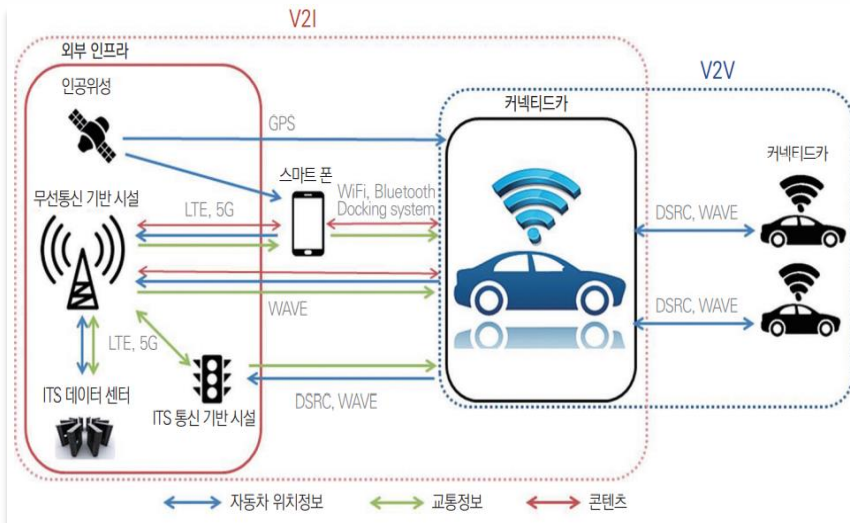 V2I
외부 인프라
V2V
인공위성
커넥티드카
GPS
커넥티드카
스마트 폰
무선통신 기반 시설
WiFi, Bluetooth
Docking system
LTE, 5G
DSRC, WAVE
WAVE
DSRC, WAVE
LTE, 5G
ITS 데이터 센터
ITS 통신 기반 시설
DSRC, WAVE
자동차 위치정보
교통정보
콘텐츠